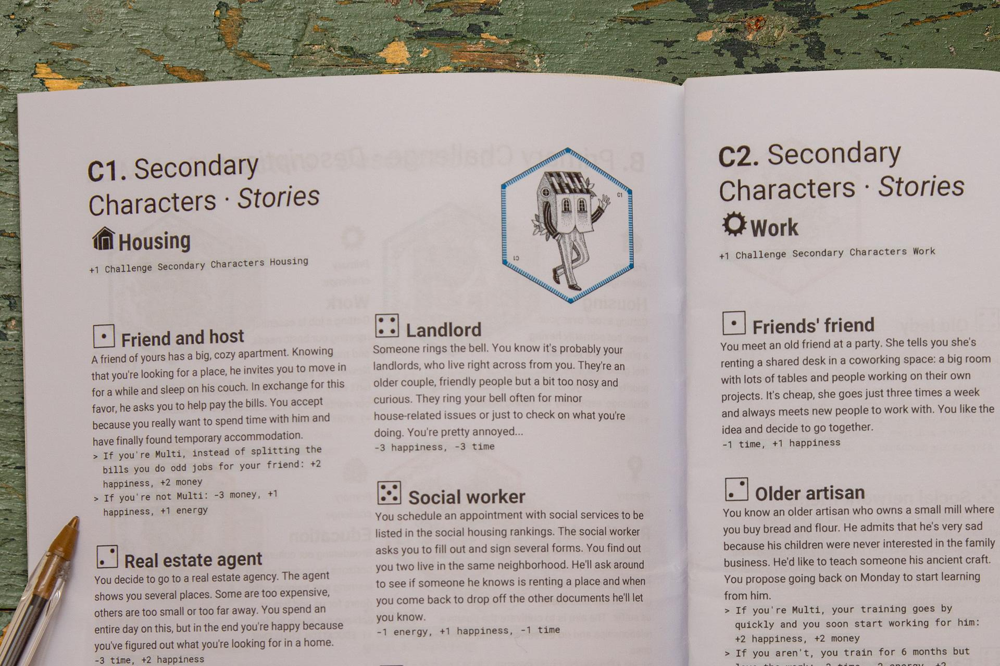 C1. Secondary
Characters · Stories
Housing
+1 Challenge Secondary Characters Housing
C1
C1
Friend and host
A friend of yours has a big, cozy apartment. Knowing
that you're looking for a place, he invites you to move in
for a while and sleep on his couch. In exchange for this
favor, he asks you to help pay the bills. You accept
because you really want to spend time with him and
have finally found temporary accommodation.
> If you're Multi, instead of splitting the
bills you do odd jobs for your friend: +2
happiness, +2 money
> If you're not Multi: -3 money, +1
happiness, +1 energy
Real estate agent
You decide to go to a real estate agency. The agent
shows you several places. Some are too expensive,
others are too small or too far away. You spend an
entire day on this, but in the end you're happy because
you've figured out what you're looking for in a home.
-3 time, +2 happiness
Landlord
Someone rings the bell. You know it's probably your
landlords, who live right across from you. They're an
older couple, friendly people but a bit too nosy and
curious. They ring your bell often for minor
house-related issues or just to check on what you're
doing. You're pretty annoyed...
-3 happiness, -3 time
Social worker
You schedule an appointment with social services to be
listed in the social housing rankings. The social worker
asks you to fill out and sign several forms. You find out
you two live in the same neighborhood. He'll ask around
to see if someone he knows is renting a place and when
you come back to drop off the other documents he'll let
you know.
-1 energy, +1 happiness, -1 time
C2. Secondary
Characters · Stories
Work
+1 Challenge Secondary Characters Work
Friends' friend
You meet an old friend at a party. She tells you she's
renting a shared desk in a coworking space: a big room
with lots of tables and people working on their own
projects. It's cheap, she goes just three times a week
and always meets new people to work with. You like the
idea and decide to go together.
-1 time, +1 happiness
Older artisan
You know an older artisan who owns a small mill where
you buy bread and flour. He admits that he's very sad
because his children were never interested in the family
business. He'd like to teach someone his ancient craft.
You propose going back on Monday to start learning
from him.
> If you're Multi, your training goes by
quickly and you soon start working for him:
+2 happiness, +2 money
> If you aren't, you train for 6 months but